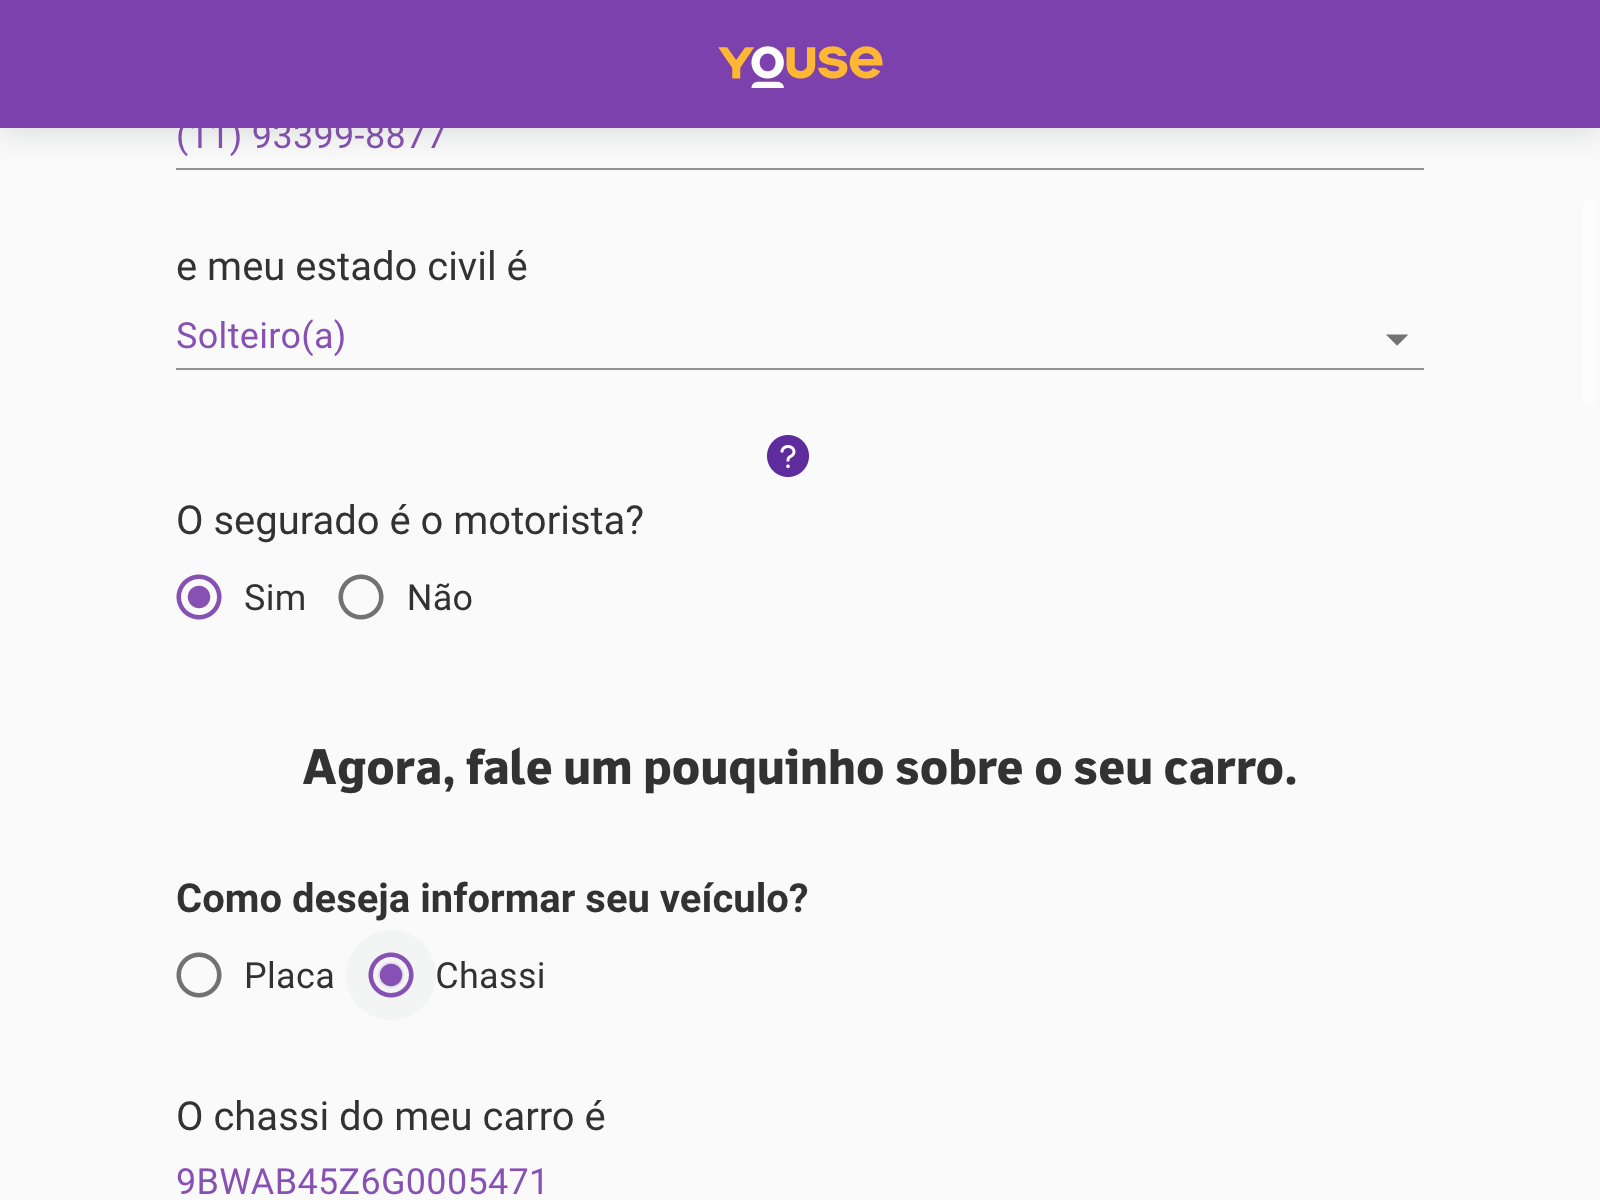 YOUSE
(11) 93399-8877
e meu estado civil é
Solteiro(a)
?
O segurado é o motorista?
Sim Não
Agora, fale um pouquinho sobre o seu carro.
Como deseja informar seu veículo?
Placa Chassi
O chassi do meu carro é
9BWAB45Z6G0005471